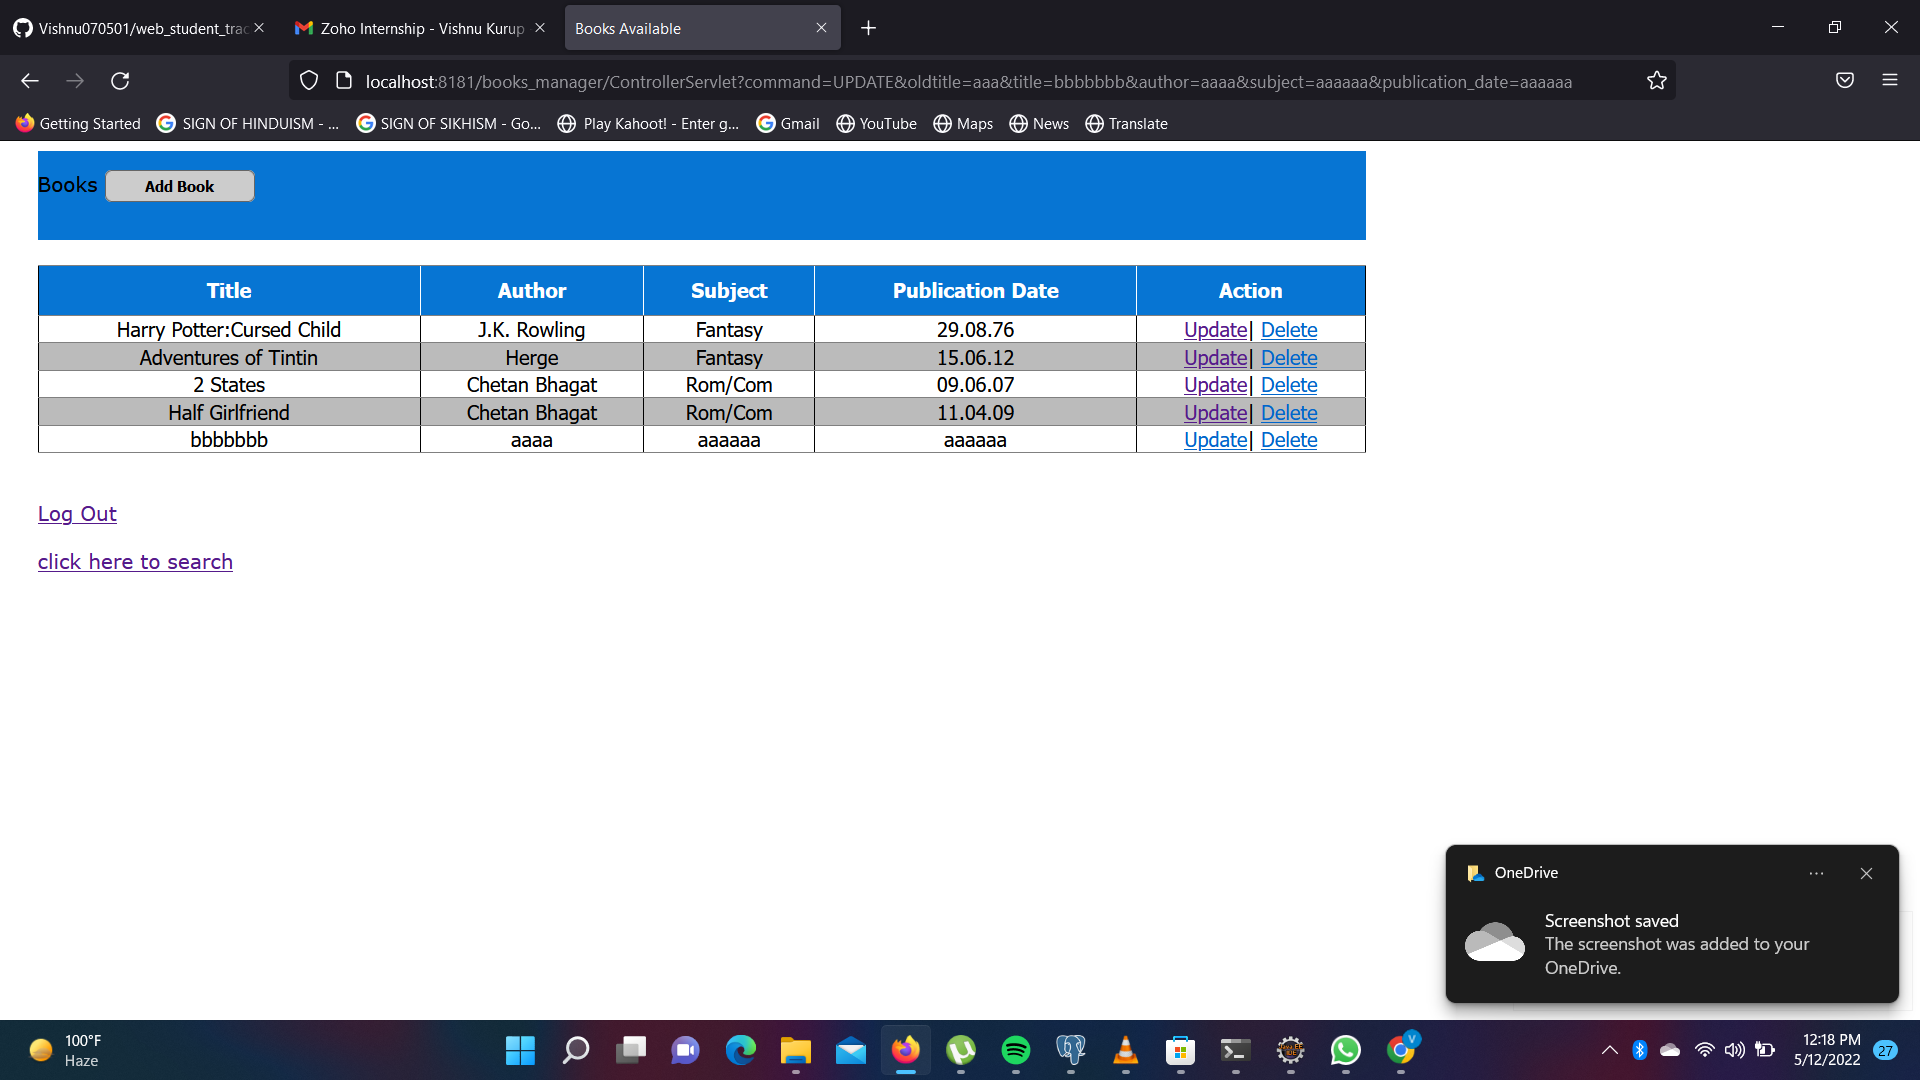 Vishnu070501/web_student_trac
Zoho Internship - Vishnu Kurup
Books Available
localhost:8181/books_manager/ControllerServlet?command=UPDATE&oldtitle=aaa&title=bbbbbbb&author=aaaa&subject=aaaaaa&publication_date=aaaaaa
Getting Started SIGN OF HINDUISM - ... SIGN OF SIKHISM - Go... Play Kahoot! - Enter g... Gmail YouTube Maps News Translate
Books Add Book
Title Author Subject Publication Date Action
Harry Potter:Cursed Child J.K. Rowling Fantasy 29.08.76 Update| Delete
Adventures of Tintin Herge Fantasy 15.06.12 Update| Delete
2 States Chetan Bhagat Rom/Com 09.06.07 Update| Delete
Half Girlfriend Chetan Bhagat Rom/Com 11.04.09 Update| Delete
bbbbbbb aaaa aaaaaa aaaaaa Update| Delete
Log Out
click here to search
OneDrive
Screenshot saved
The screenshot was added to your
OneDrive.
100°F
Haze
V
12:18 PM
5/12/2022
27